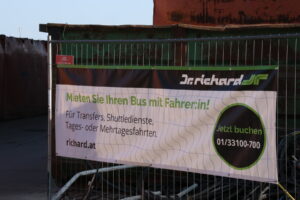 Dr.richard
Mieten Sie Ihren Bus mit Fahrer:in!
Für Transfers, Shuttledienste,
Tages- oder Mehrtagesfahrten.
richard.at
Jetzt buchen
01/33100-700